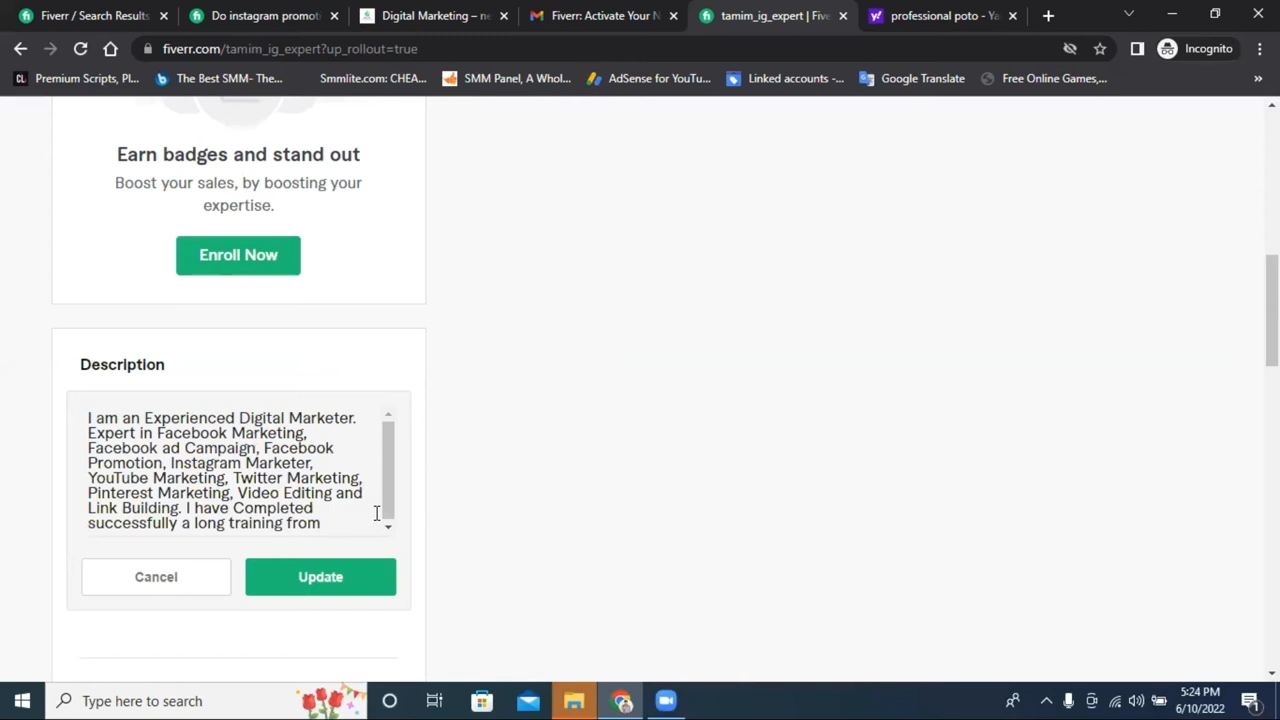 Fiverr / Search Results
Do instagram promoti
Digital Marketing – ne
Fiverr: Activate Your N
tamim_ig_expert | Five
professional poto - Ya
fiverr.com/tamim_ig_expert?up_rollout=true
Incognito
Premium Scripts, Pl...
The Best SMM- The...
Smmlite.com: CHEA...
SMM Panel, A Whol...
AdSense for YouTu...
Linked accounts -...
Google Translate
Free Online Games,...
Earn badges and stand out
Boost your sales, by boosting your
expertise.
Enroll Now
Description
I am an Experienced Digital Marketer.
Expert in Facebook Marketing,
Facebook ad Campaign, Facebook
Promotion, Instagram Marketer,
YouTube Marketing, Twitter Marketing,
Pinterest Marketing, Video Editing and
Link Building. I have Completed
successfully a long training from
Cancel
Update
Type here to search
5:24 PM
6/10/2022